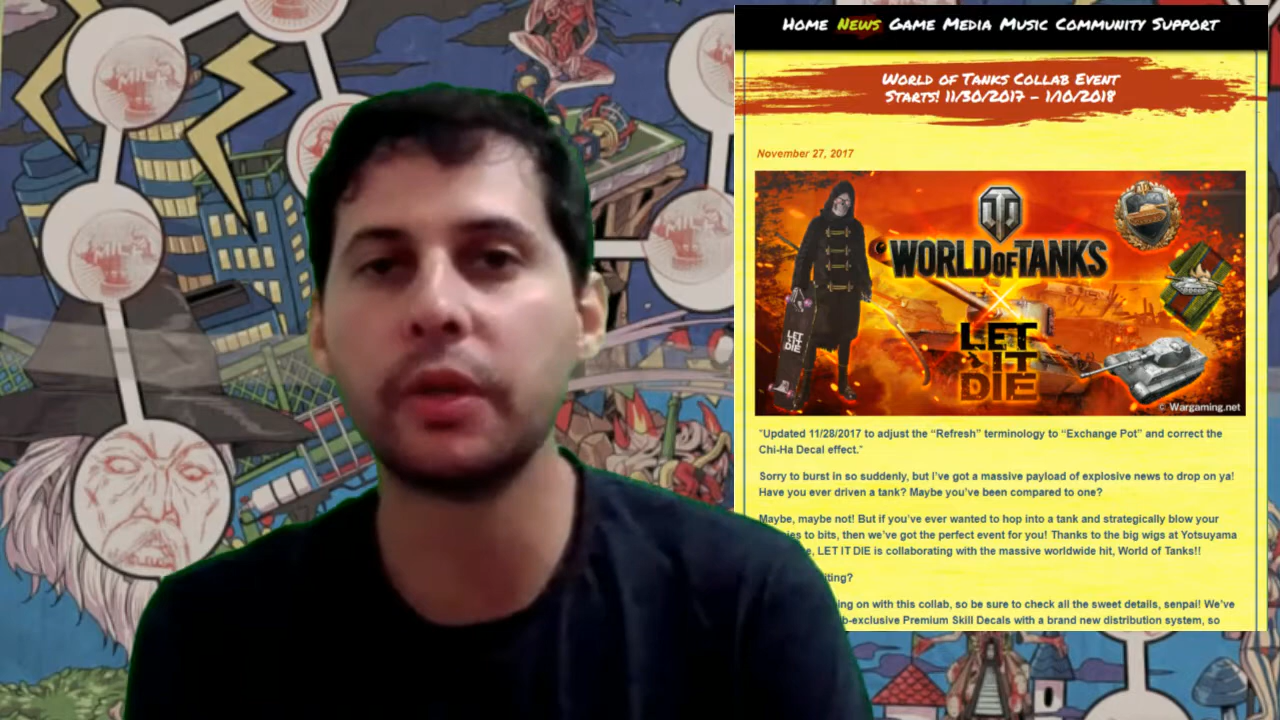 Home News Game Media Music Community Support
World of Tanks Collab Event
Starts! 11/30/2017 – 1/10/2018
November 27, 2017
WORLD OF TANKS
LET
IT
DIE
LET
IT
DIE
© Wargaming.net
"Updated 11/28/2017 to adjust the “Refresh” terminology to “Exchange Pot” and correct the
Chi-Ha Decal effect."
Sorry to burst in so suddenly, but I've got a massive payload of explosive news to drop on ya!
Have you ever driven a tank? Maybe you've been compared to one?
Maybe, maybe not! But if you've ever wanted to hop into a tank and strategically blow your
to bits, then we've got the perfect event for you! Thanks to the big wigs at Yotsuyama
LET IT DIE is collaborating with the massive worldwide hit, World of Tanks!!
on with this collab, so be sure to check all the sweet details, senpai! We've
Premium Skill Decals with a brand new distribution system, so
MILK
MILK
MILK
MILK